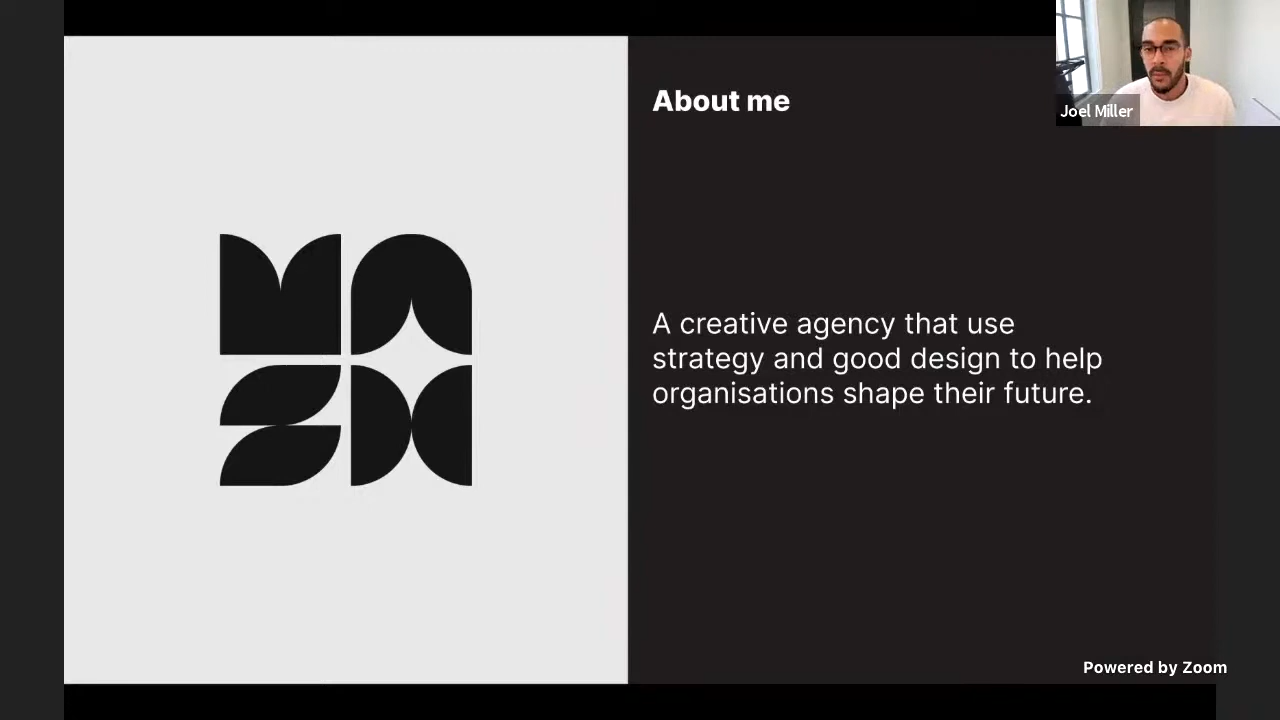 About me
Joel Miller
A creative agency that use
strategy and good design to help
organisations shape their future.
Powered by Zoom